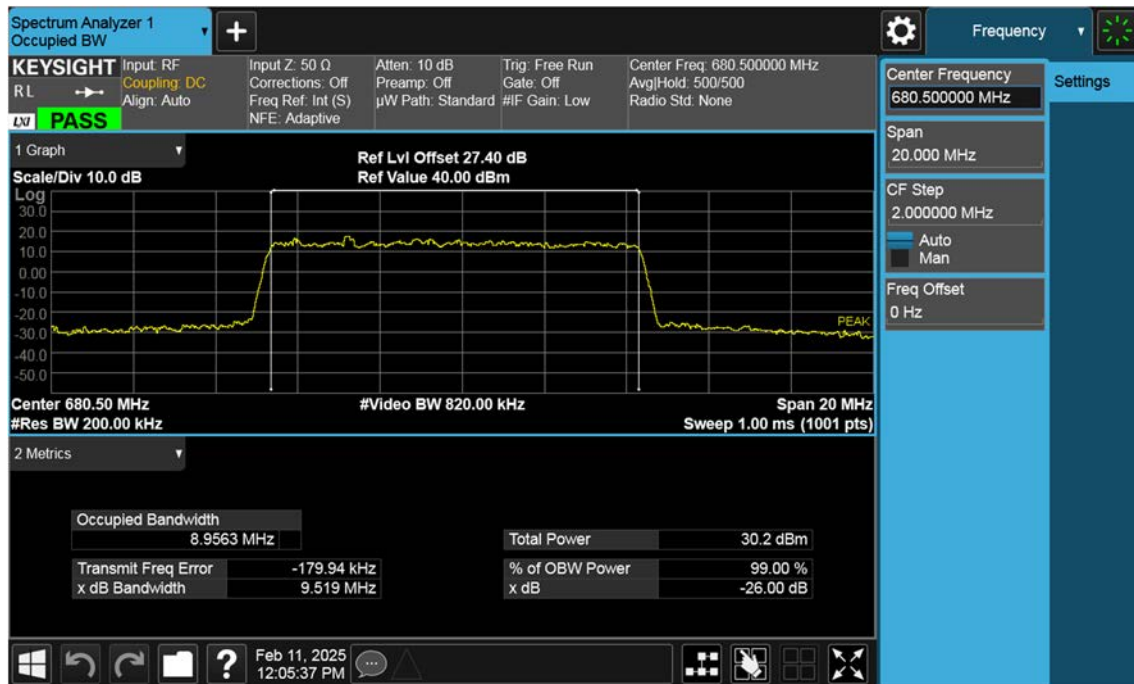 Spectrum Analyzer 1
Occupied BW
+
Frequency
KEYSIGHT
R L
LXI
PASS
Input: RF
Coupling: DC
Align: Auto
Input Z: 50 Ω
Corrections: Off
Freq Ref: Int (S)
NFE: Adaptive
Atten: 10 dB
Preamp: Off
µW Path: Standard
Trig: Free Run
Gate: Off
#IF Gain: Low
Center Freq: 680.500000 MHz
Avg|Hold: 500/500
Radio Std: None
Center Frequency
680.500000 MHz
Settings
Span
20.000 MHz
CF Step
2.000000 MHz
Auto
Man
Freq Offset
0 Hz
1 Graph
Scale/Div 10.0 dB
Ref Lvl Offset 27.40 dB
Ref Value 40.00 dBm
Log
30.0
20.0
10.0
0.00
-10.0
-20.0
-30.0
-40.0
-50.0
PEAK
Center 680.50 MHz
#Video BW 820.00 kHz
Span 20 MHz
#Res BW 200.00 kHz
Sweep 1.00 ms (1001 pts)
2 Metrics
Occupied Bandwidth
8.9563 MHz
Total Power 30.2 dBm
Transmit Freq Error -179.94 kHz
% of OBW Power 99.00 %
x dB Bandwidth 9.519 MHz
x dB -26.00 dB
?
Feb 11, 2025
12:05:37 PM